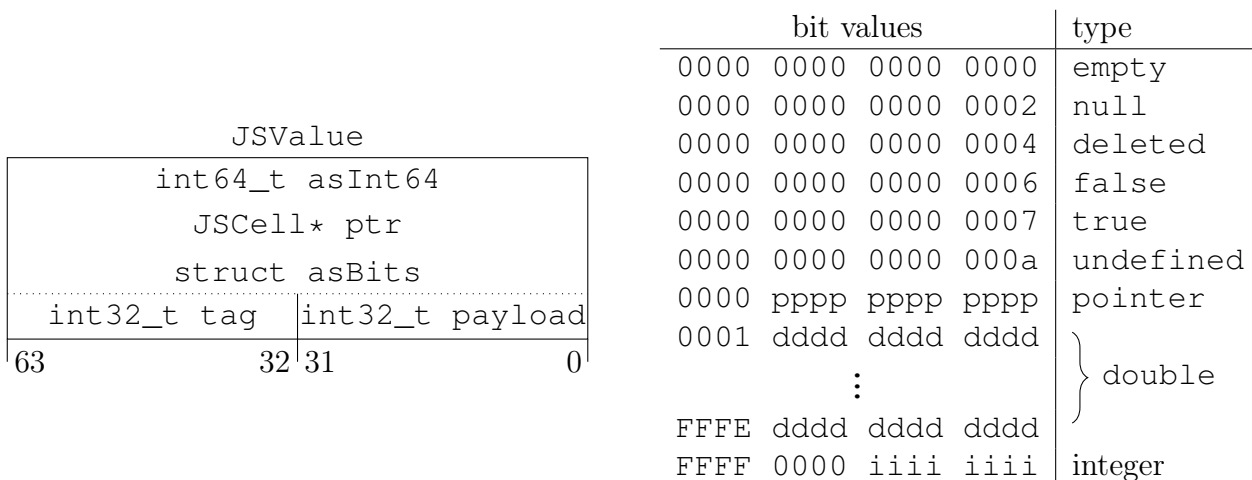 JSValue
int64_t asInt64
JSCell* ptr
struct asBits
int32_t tag int32_t payload
63 32 31 0
bit values type
0000 0000 0000 0000 empty
0000 0000 0000 0002 null
0000 0000 0000 0004 deleted
0000 0000 0000 0006 false
0000 0000 0000 0007 true
0000 0000 0000 000a undefined
0000 pppp pppp pppp pointer
0001 dddd dddd dddd
⋮ double
FFFE dddd dddd dddd
FFFF 0000 iiii iiii integer